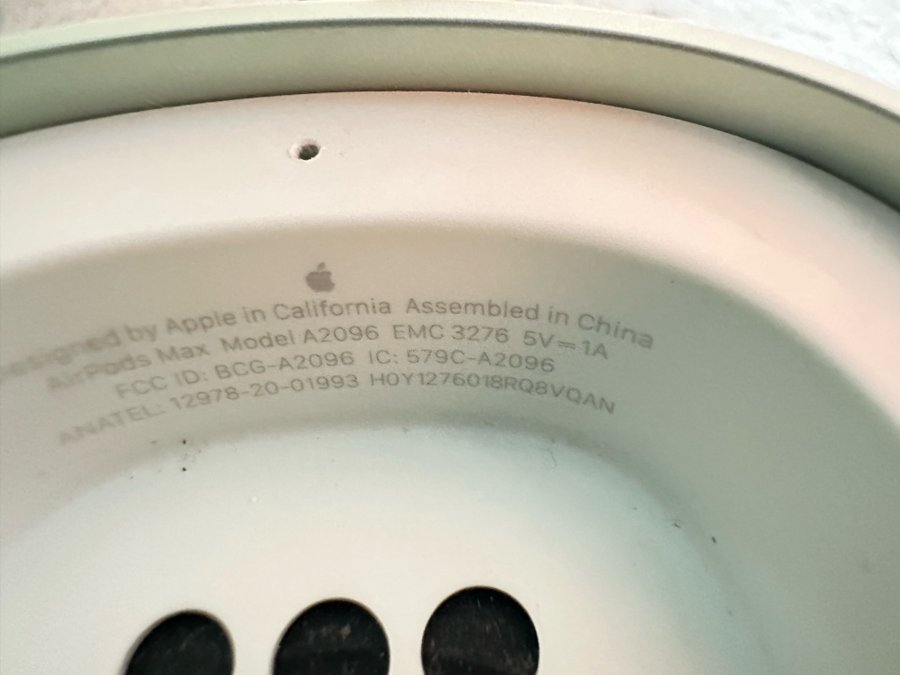 Designed by Apple in California Assembled in China
AirPods Max Model A2096 EMC 3276 5V⎓1A
FCC ID: BCG-A2096 IC: 579C-A2096
ANATEL: 12978-20-01993 H0Y1276018RQ8VQAN